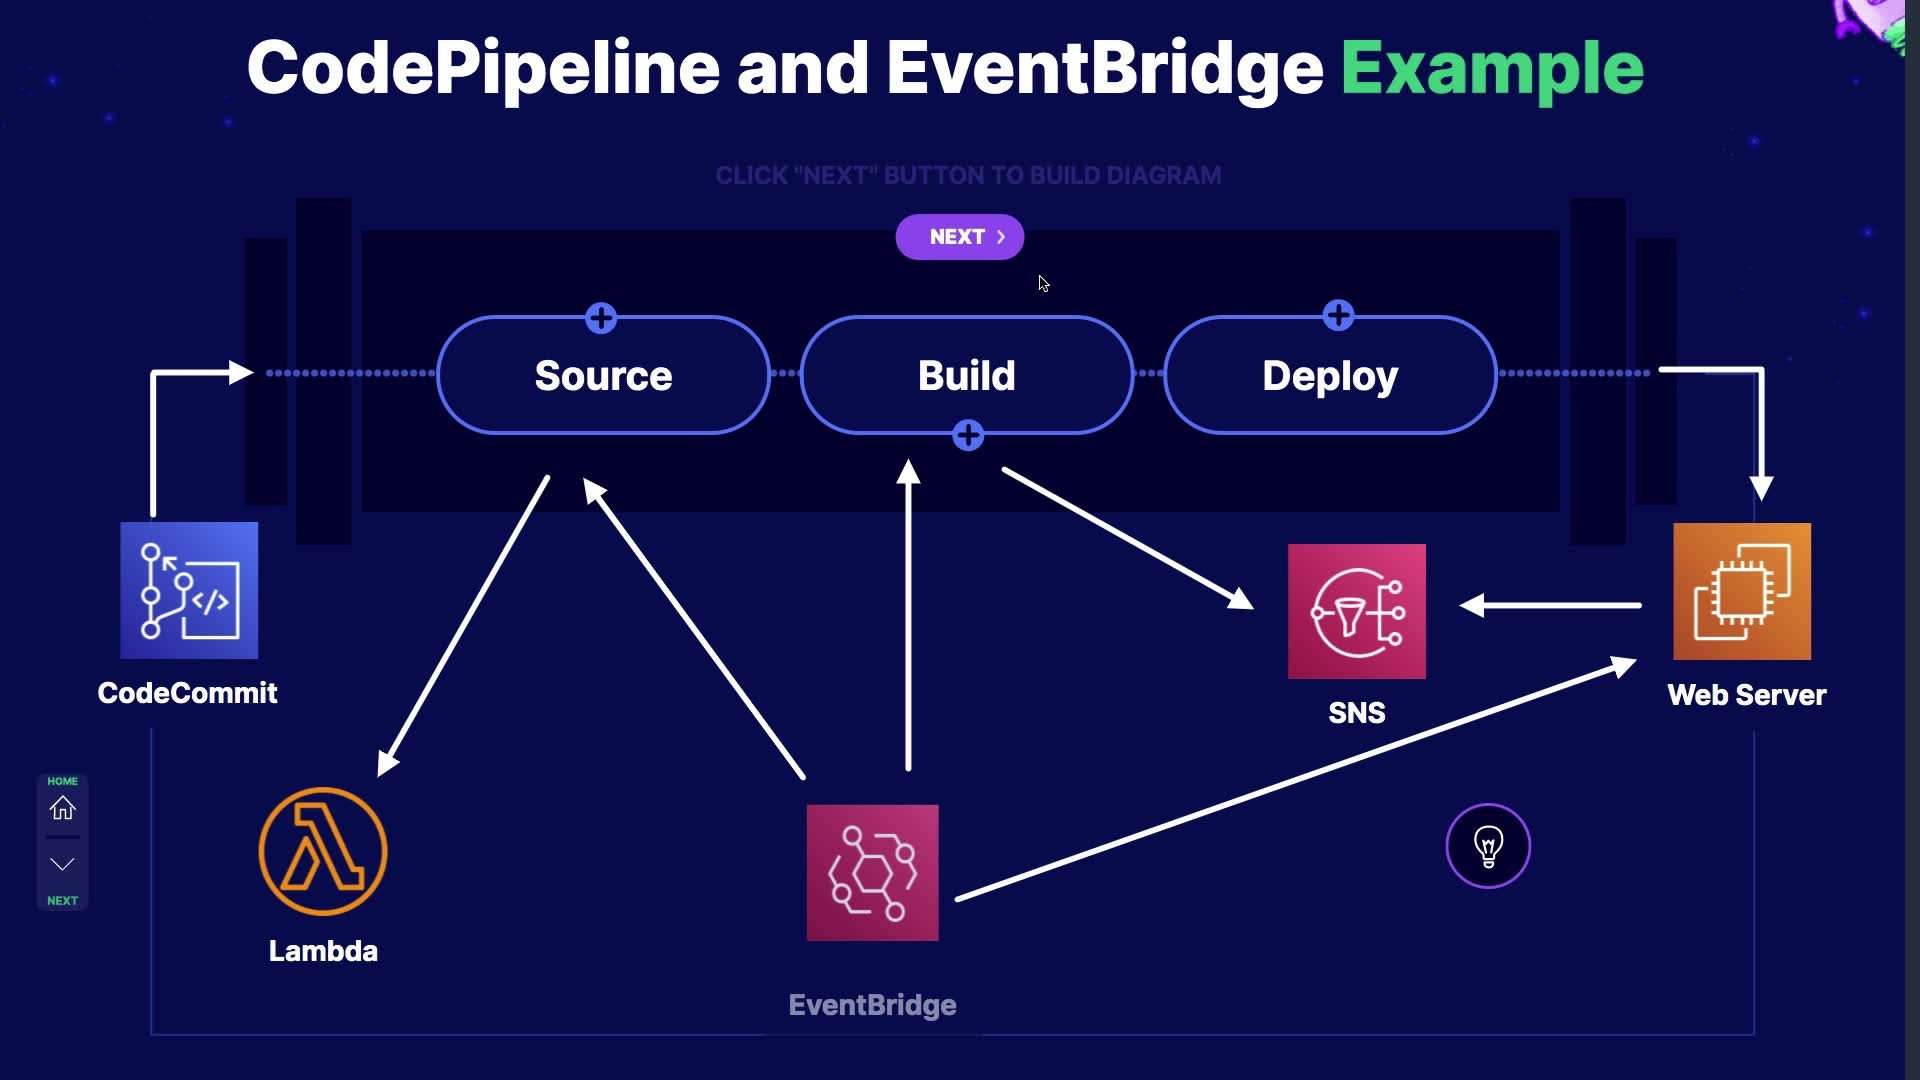 CodePipeline and EventBridge Example
CLICK "NEXT" BUTTON TO BUILD DIAGRAM
NEXT
Source
Build
Deploy
CodeCommit
SNS
Web Server
HOME
NEXT
Lambda
EventBridge